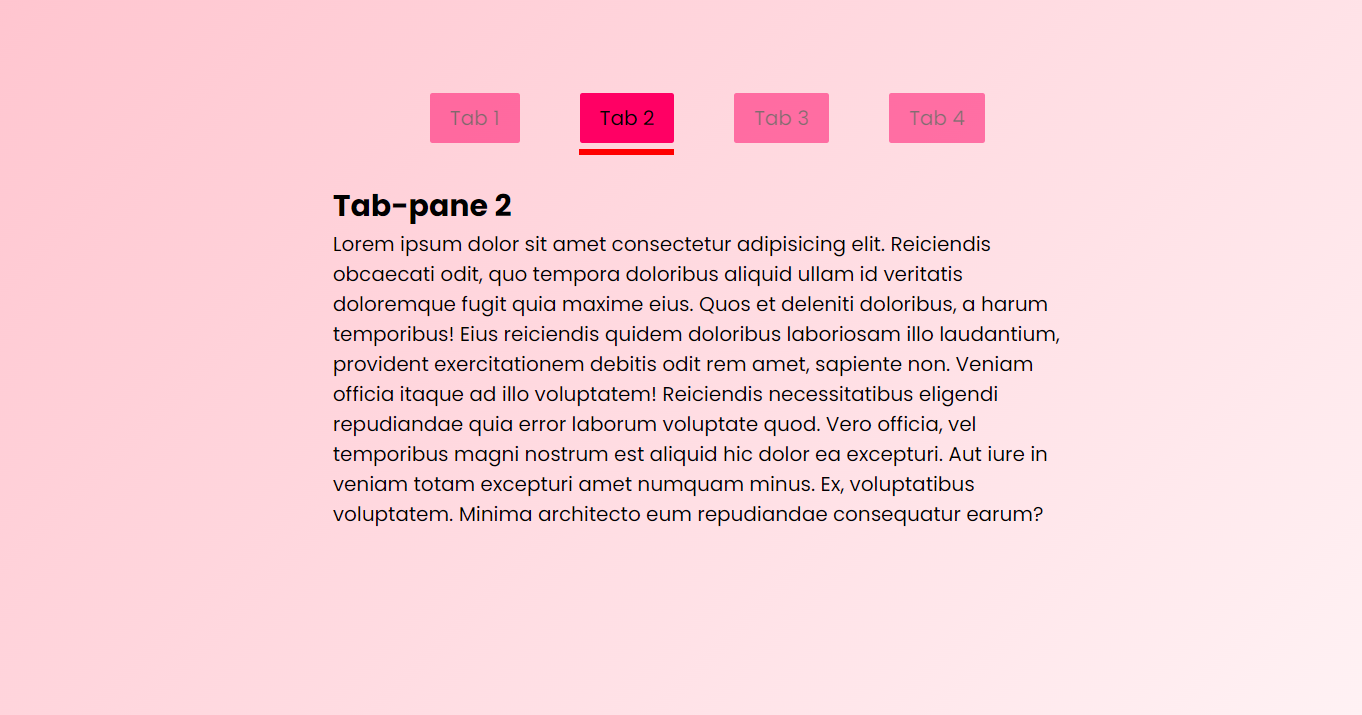 Tab 1 Tab 2 Tab 3 Tab 4
Tab-pane 2
Lorem ipsum dolor sit amet consectetur adipisicing elit. Reiciendis
obcaecati odit, quo tempora doloribus aliquid ullam id veritatis
doloremque fugit quia maxime eius. Quos et deleniti doloribus, a harum
temporibus! Eius reiciendis quidem doloribus laboriosam illo laudantium,
provident exercitationem debitis odit rem amet, sapiente non. Veniam
officia itaque ad illo voluptatem! Reiciendis necessitatibus eligendi
repudiandae quia error laborum voluptate quod. Vero officia, vel
temporibus magni nostrum est aliquid hic dolor ea excepturi. Aut iure in
veniam totam excepturi amet numquam minus. Ex, voluptatibus
voluptatem. Minima architecto eum repudiandae consequatur earum?